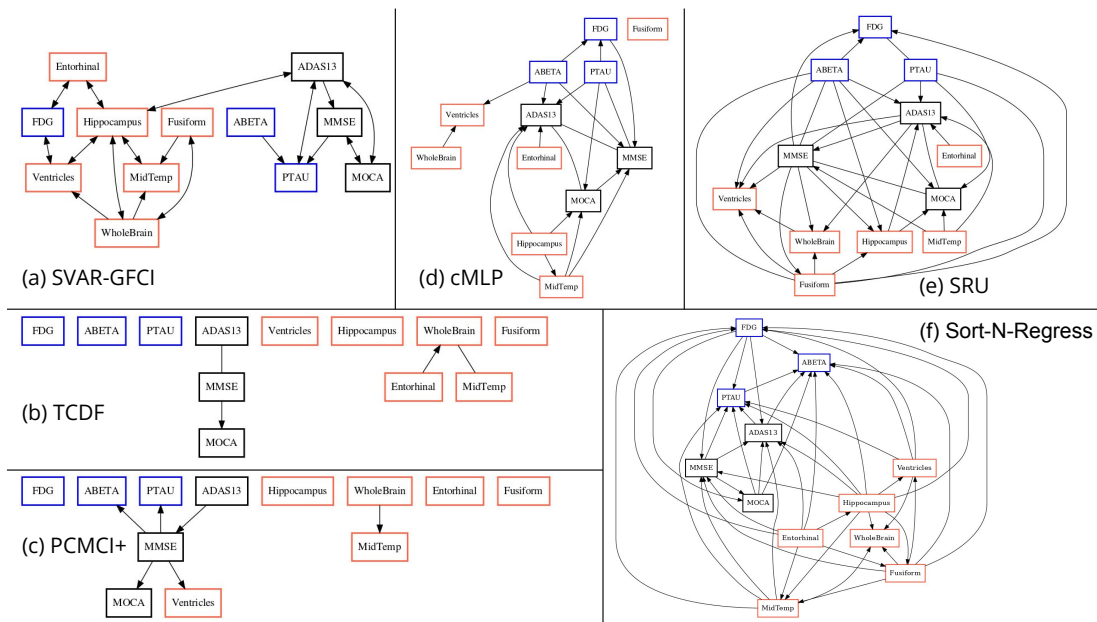 Entorhinal
ADAS13
FDG
Hippocampus
Fusiform
ABETA
MMSE
Ventricles
MidTemp
PTAU
MOCA
WholeBrain
(a) SVAR-GFCI
FDG
Fusiform
ABETA
PTAU
Ventricles
ADAS13
WholeBrain
Entorhinal
MMSE
MOCA
Hippocampus
MidTemp
(d) cMLP
FDG
ABETA
PTAU
ADAS13
MMSE
Entorhinal
Ventricles
MOCA
WholeBrain
Hippocampus
MidTemp
Fusiform
(e) SRU
FDG
ABETA
PTAU
ADAS13
Ventricles
Hippocampus
WholeBrain
Fusiform
MMSE
Entorhinal
MidTemp
MOCA
(b) TCDF
FDG
ABETA
PTAU
ADAS13
Hippocampus
WholeBrain
Entorhinal
Fusiform
MMSE
MidTemp
MOCA
Ventricles
(c) PCMCI+
(f) Sort-N-Regress
FDG
ABETA
PTAU
ADAS13
MMSE
Ventricles
MOCA
Hippocampus
Entorhinal
WholeBrain
Fusiform
MidTemp